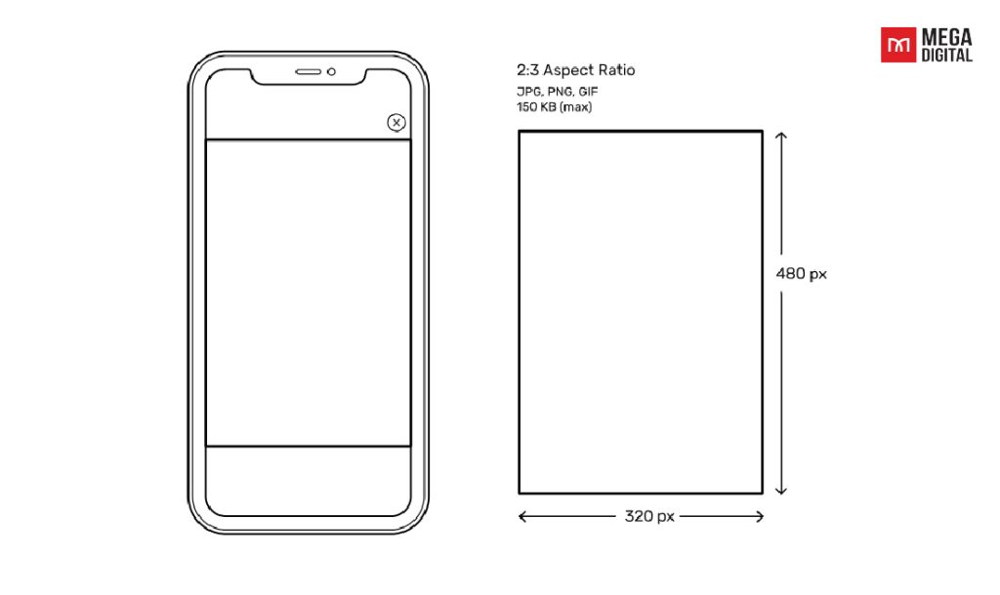 MEGA
DIGITAL
2:3 Aspect Ratio
JPG, PNG, GIF
150 KB (max)
480 px
320 px